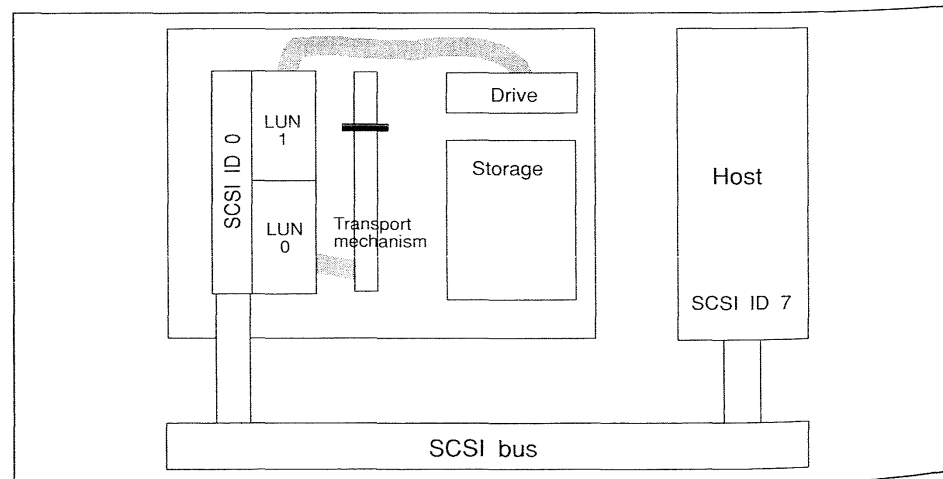 SCSI ID 0
LUN
1
LUN
0
Transport
mechanism
Drive
Storage
Host
SCSI ID 7
SCSI bus